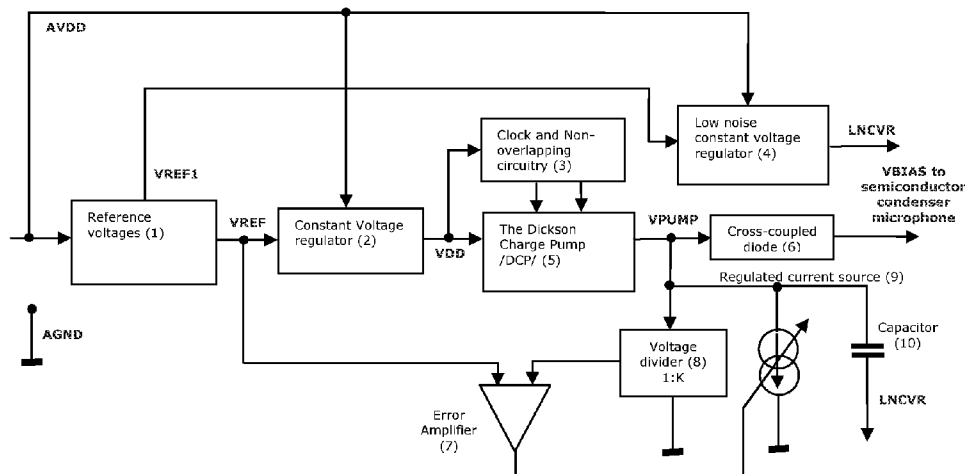 AVDD
Low noise
constant voltage
regulator (4)
LNCVR
Clock and Non-
overlapping
circuitry (3)
VREF1
VBIAS to
semiconductor
condenser
microphone
Reference
voltages (1)
VREF
Constant Voltage
regulator (2)
VDD
The Dickson
Charge Pump
/DCP/ (5)
VPUMP
Cross-coupled
diode (6)
Regulated current source (9)
AGND
Voltage
divider (8)
1:K
Capacitor
(10)
LNCVR
Error
Amplifier
(7)